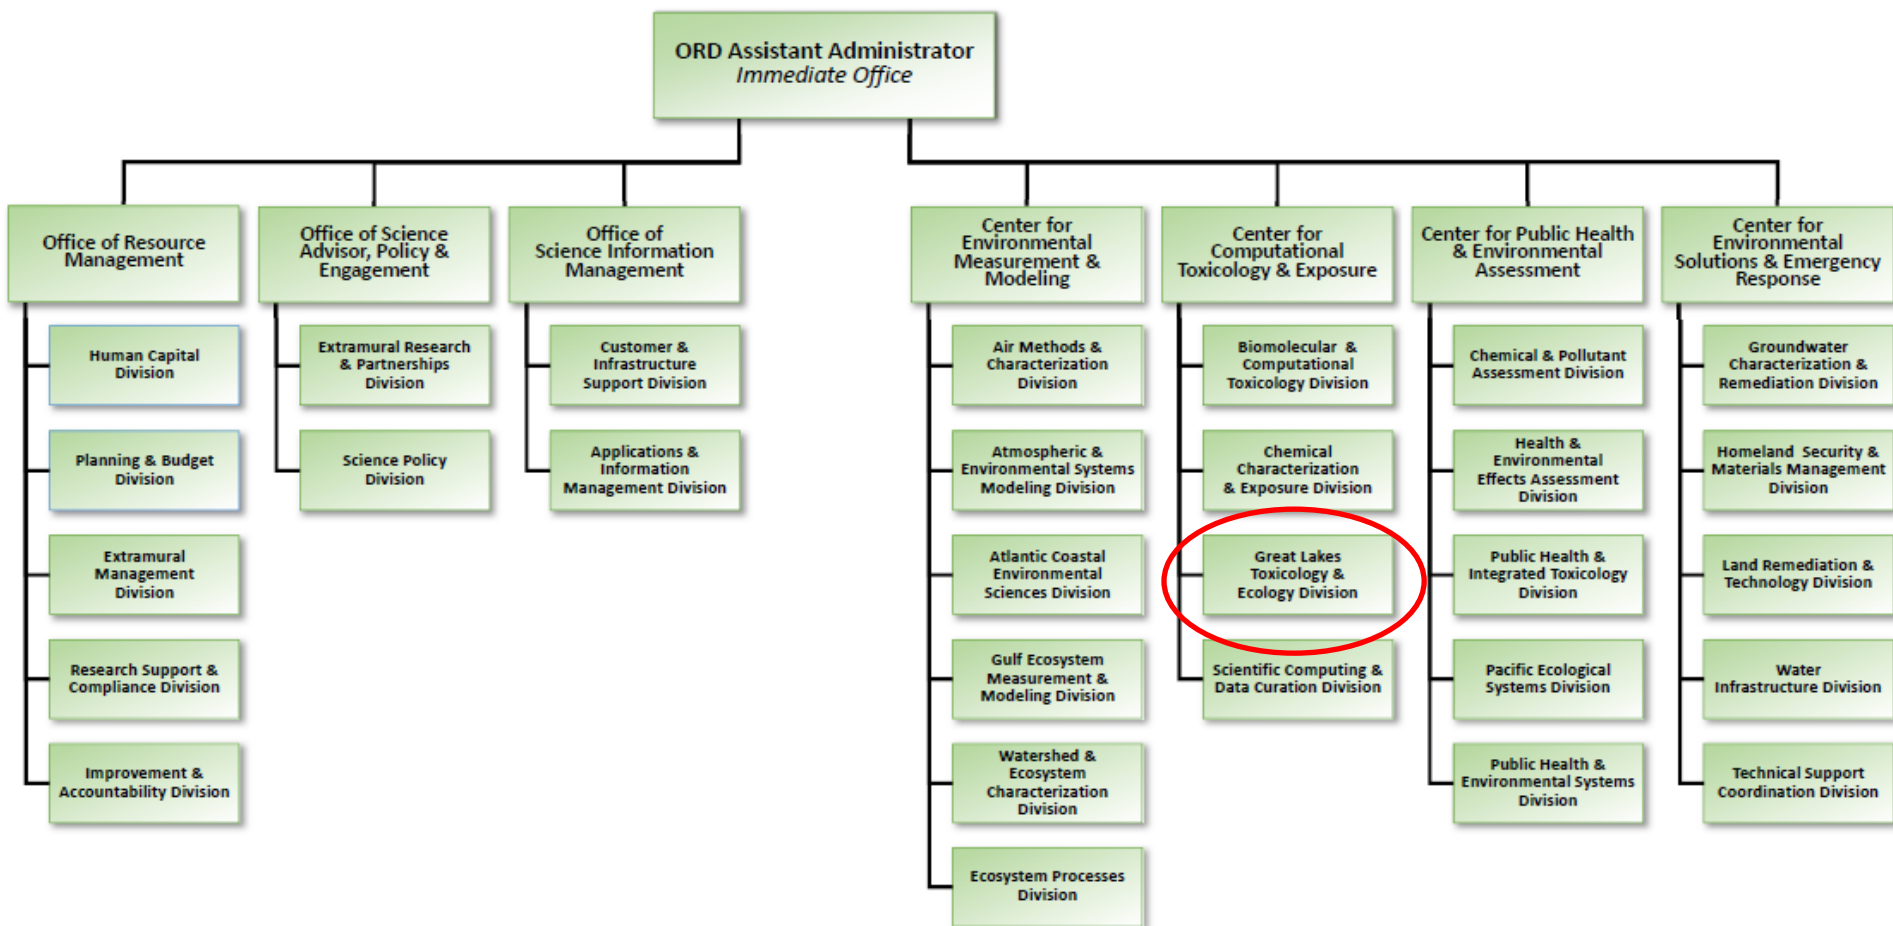 ORD Assistant Administrator
Immediate Office
Office of Resource
Management
Human Capital
Division
Planning & Budget
Division
Extramural
Management
Division
Research Support &
Compliance Division
Improvement &
Accountability Division
Office of Science
Advisor, Policy &
Engagement
Extramural Research
& Partnerships
Division
Science Policy
Division
Office of
Science Information
Management
Customer &
Infrastructure
Support Division
Applications &
Information
Management Division
Center for
Environmental
Measurement &
Modeling
Air Methods &
Characterization
Division
Atmospheric &
Environmental Systems
Modeling Division
Atlantic Coastal
Environmental
Sciences Division
Gulf Ecosystem
Measurement &
Modeling Division
Watershed &
Ecosystem
Characterization
Division
Ecosystem Processes
Division
Center for
Computational
Toxicology & Exposure
Biomolecular &
Computational
Toxicology Division
Chemical
Characterization
& Exposure Division
Great Lakes
Toxicology &
Ecology Division
Scientific Computing &
Data Curation Division
Center for Public Health
& Environmental
Assessment
Chemical & Pollutant
Assessment Division
Health &
Environmental
Effects Assessment
Division
Public Health &
Integrated Toxicology
Division
Pacific Ecological
Systems Division
Public Health &
Environmental Systems
Division
Center for
Environmental
Solutions & Emergency
Response
Groundwater
Characterization &
Remediation Division
Homeland Security &
Materials Management
Division
Land Remediation &
Technology Division
Water
Infrastructure Division
Technical Support
Coordination Division